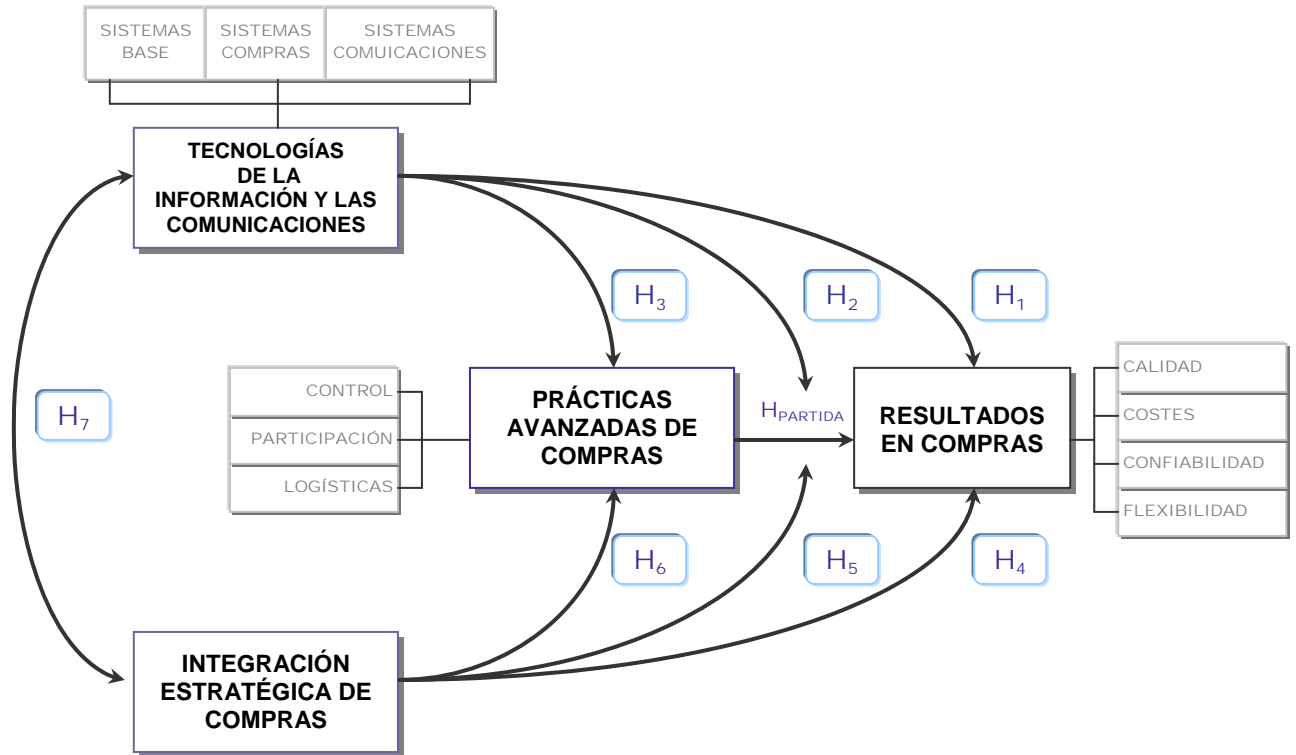 SISTEMAS
BASE
SISTEMAS
COMPRAS
SISTEMAS
COMUICACIONES
TECNOLOGÍAS
DE LA
INFORMACIÓN Y LAS
COMUNICACIONES
H3
H2
H1
H7
CONTROL
PARTICIPACIÓN
LOGÍSTICAS
PRÁCTICAS
AVANZADAS DE
COMPRAS
HPARTIDA
RESULTADOS
EN COMPRAS
CALIDAD
COSTES
CONFIABILIDAD
FLEXIBILIDAD
H6
H5
H4
INTEGRACIÓN
ESTRATÉGICA DE
COMPRAS